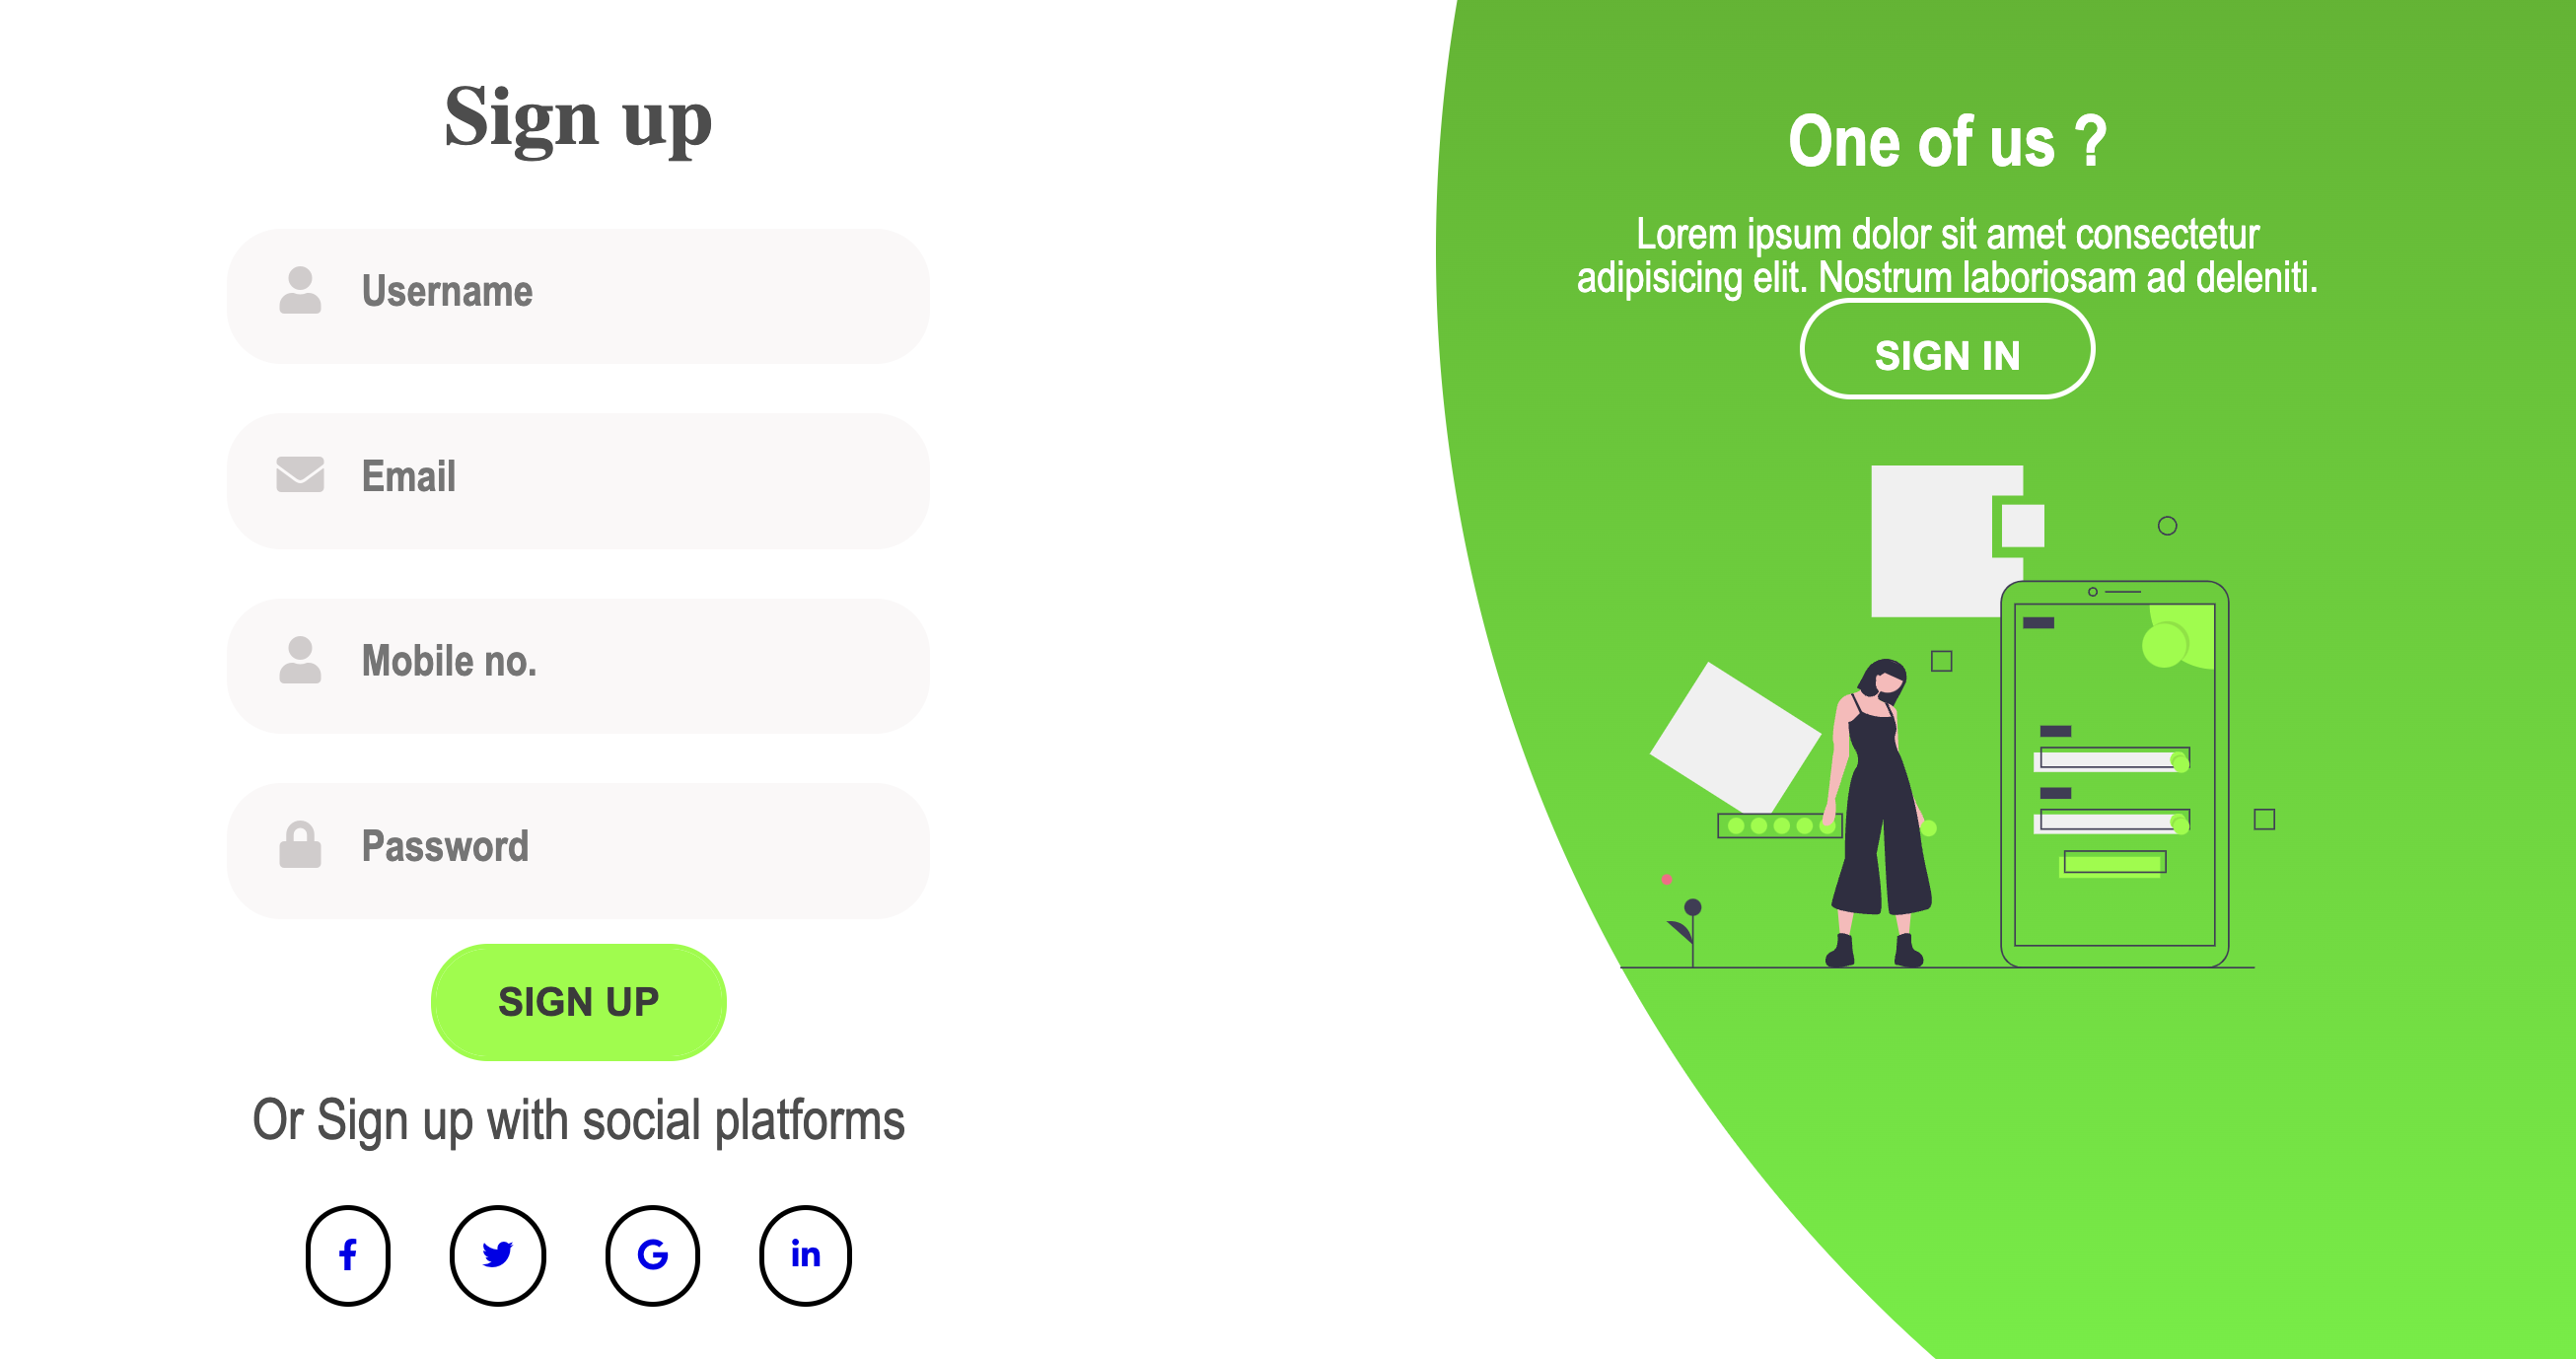 Sign up
Username
Email
Mobile no.
Password
SIGN UP
Or Sign up with social platforms
One of us ?
Lorem ipsum dolor sit amet consectetur
adipisicing elit. Nostrum laboriosam ad deleniti.
SIGN IN